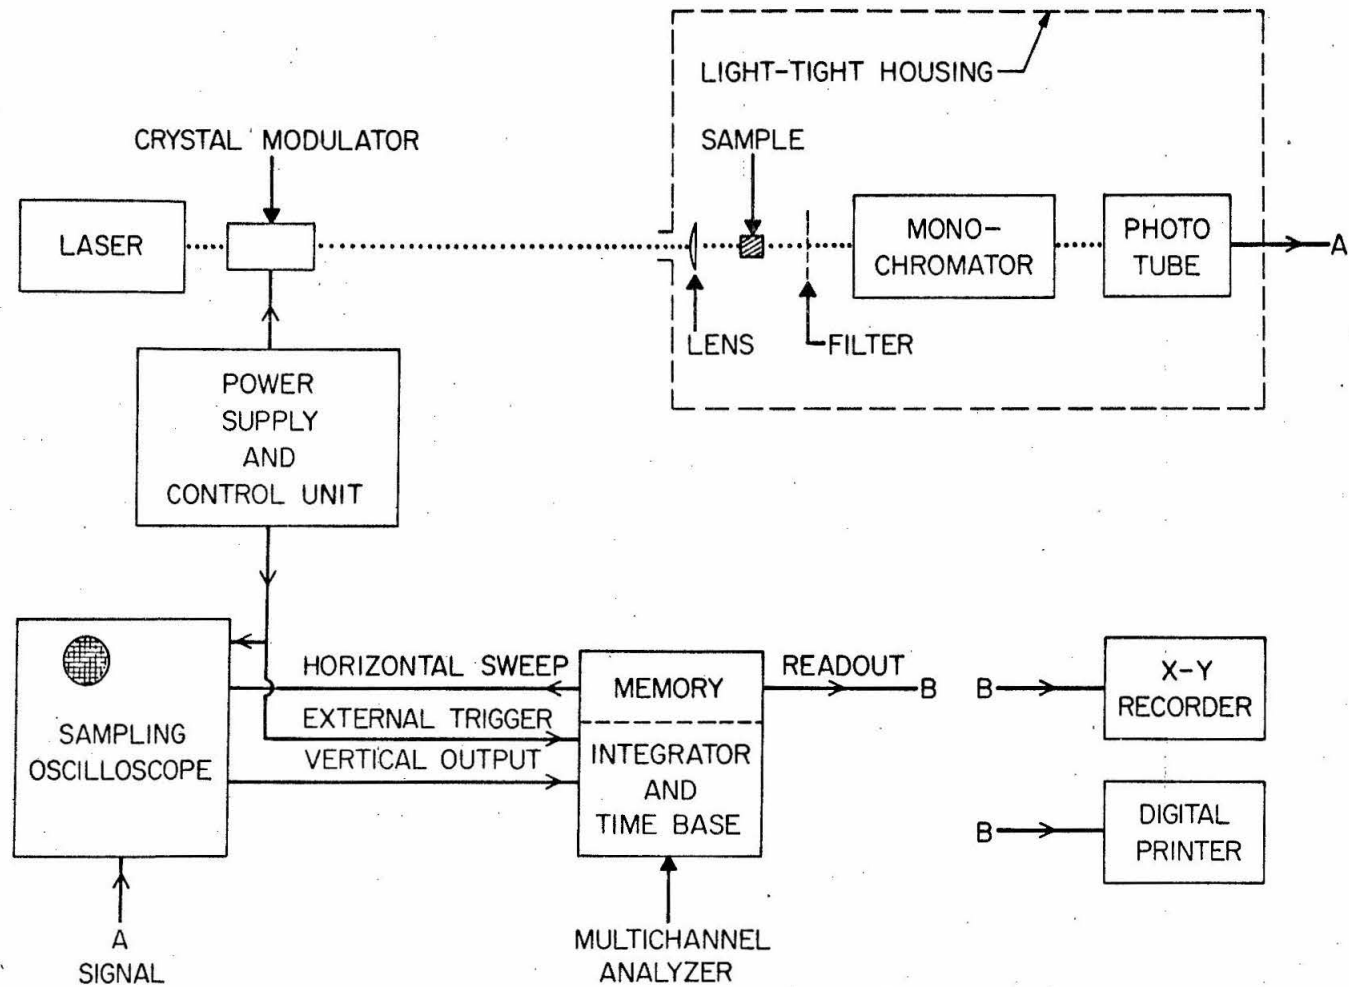 LIGHT-TIGHT HOUSING
CRYSTAL MODULATOR
SAMPLE
LASER
MONO-
CHROMATOR
PHOTO
TUBE
A
LENS
FILTER
POWER
SUPPLY
AND
CONTROL UNIT
HORIZONTAL SWEEP
EXTERNAL TRIGGER
VERTICAL OUTPUT
SAMPLING
OSCILLOSCOPE
MEMORY
INTEGRATOR
AND
TIME BASE
READOUT
B
B
X-Y
RECORDER
B
DIGITAL
PRINTER
A
SIGNAL
MULTICHANNEL
ANALYZER